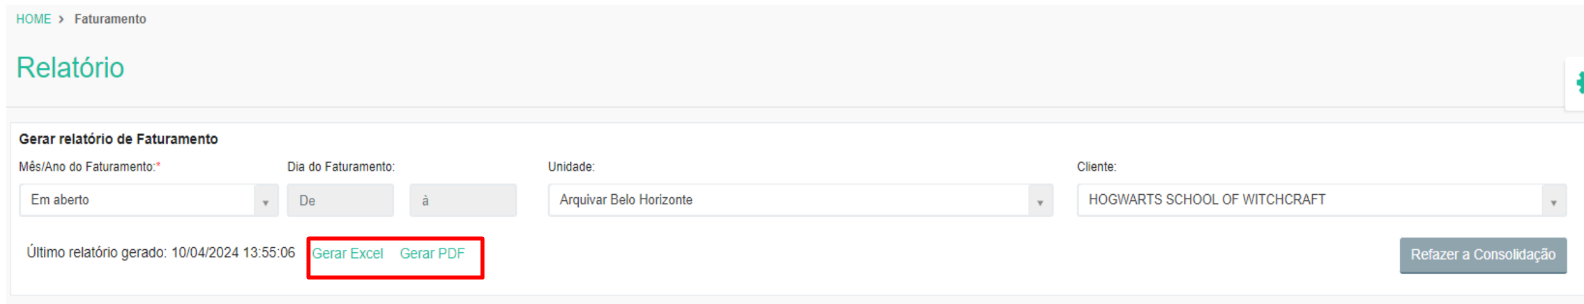 HOME > Faturamento
Relatório
Gerar relatório de Faturamento
Mês/Ano do Faturamento:* Dia do Faturamento: Unidade: Cliente:
Em aberto De à Arquivar Belo Horizonte HOGWARTS SCHOOL OF WITCHCRAFT
Último relatório gerado: 10/04/2024 13:55:06 Gerar Excel Gerar PDF Refazer a Consolidação